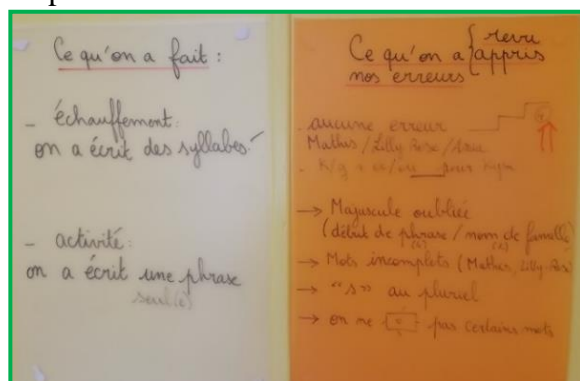 Ce qu'on a fait :
- échauffement:
on a écrit des syllabes.
- activité:
on a écrit une phrase
seul(e)
Ce qu'on a { revu
appris
nos erreurs
- aucune erreur
Mathis / Lilly Rose /
→ Majuscule oubliée
(début de phrase / nom de famille)
→ Mots incomplets (Mathis, Lilly-Rose)
→ "s" au pluriel
→ on ne pas certains mots